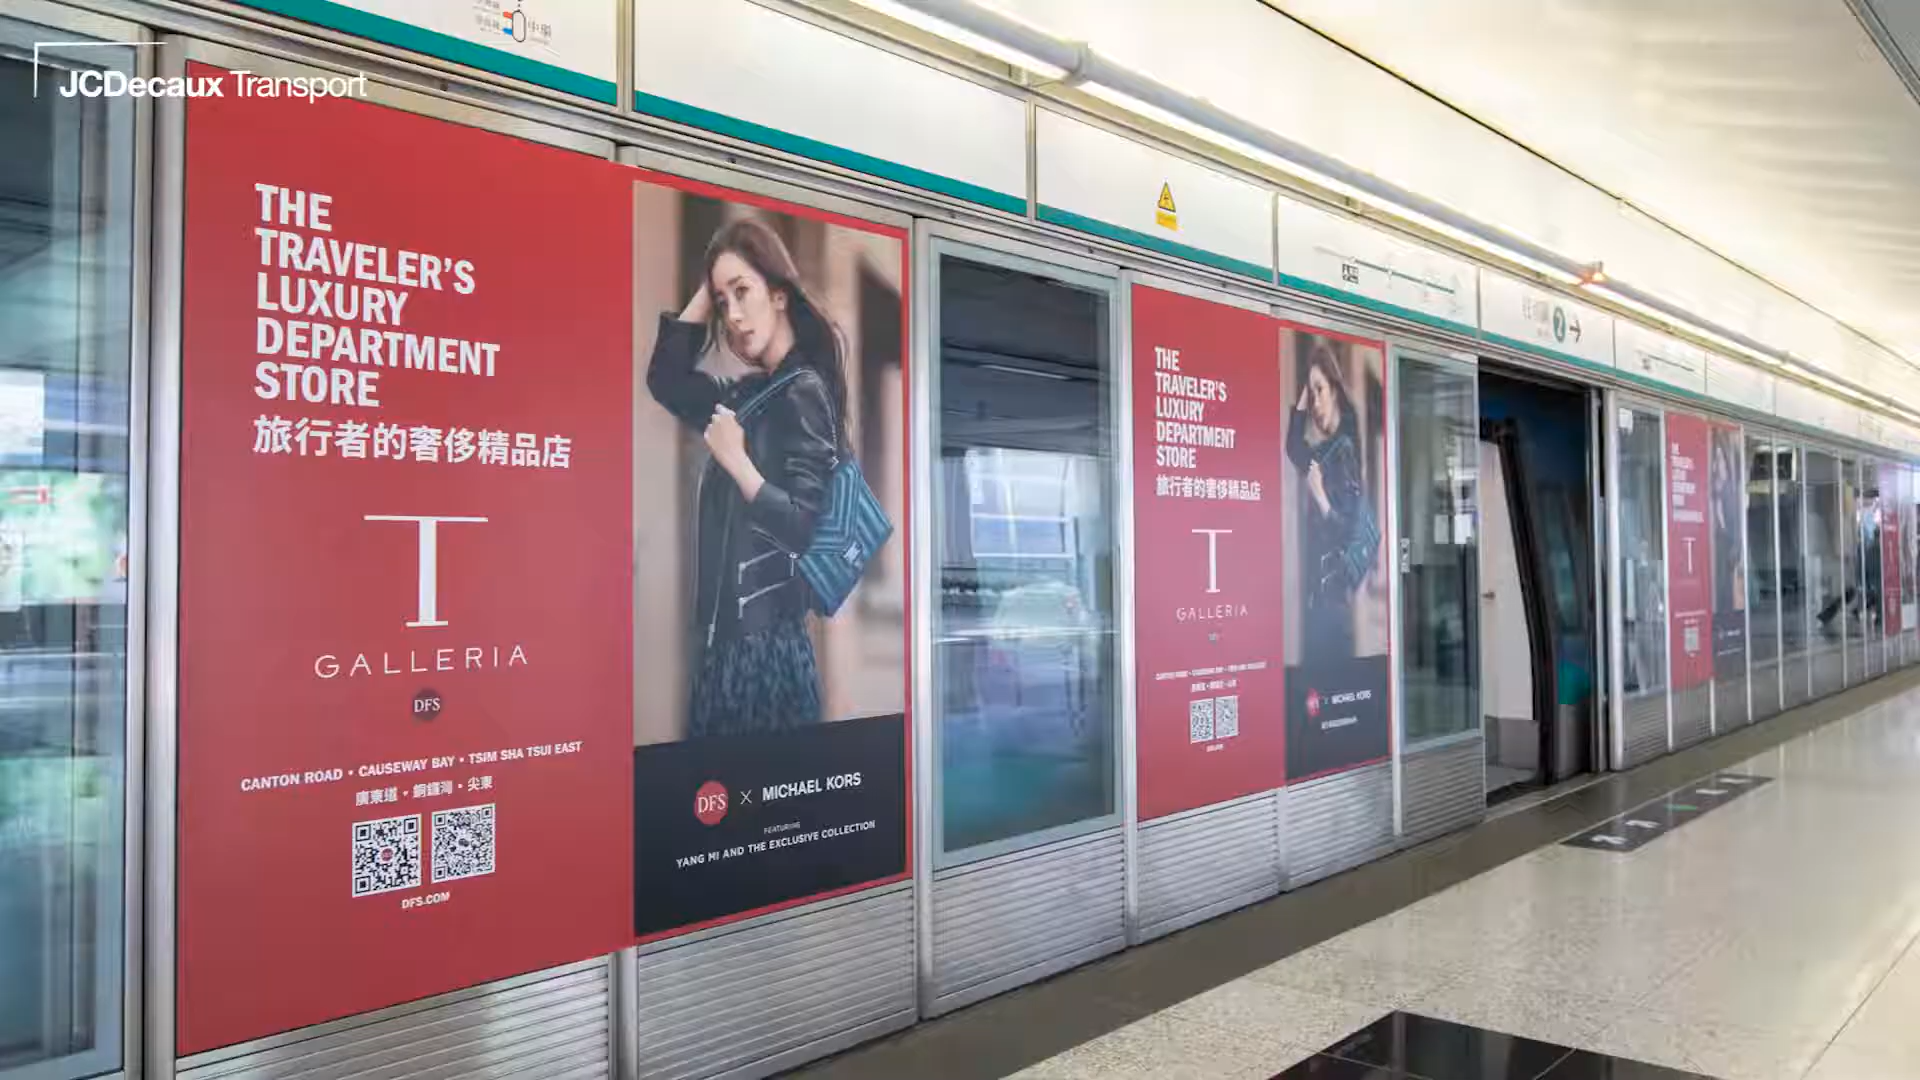 JCDecaux Transport
中環
THE
TRAVELER'S
LUXURY
DEPARTMENT
STORE
旅行者的奢侈精品店
T
GALLERIA
DFS
CANTON ROAD • CAUSEWAY BAY • TSIM SHA TSUI EAST
廣東道・銅鑼灣・尖東
DFS.COM
DFS X MICHAEL KORS
FEATURING
YANG MI AND THE EXCLUSIVE COLLECTION
THE
TRAVELER'S
LUXURY
DEPARTMENT
STORE
旅行者的奢侈精品店
T
GALLERIA
X MICHAEL KORS
2
T